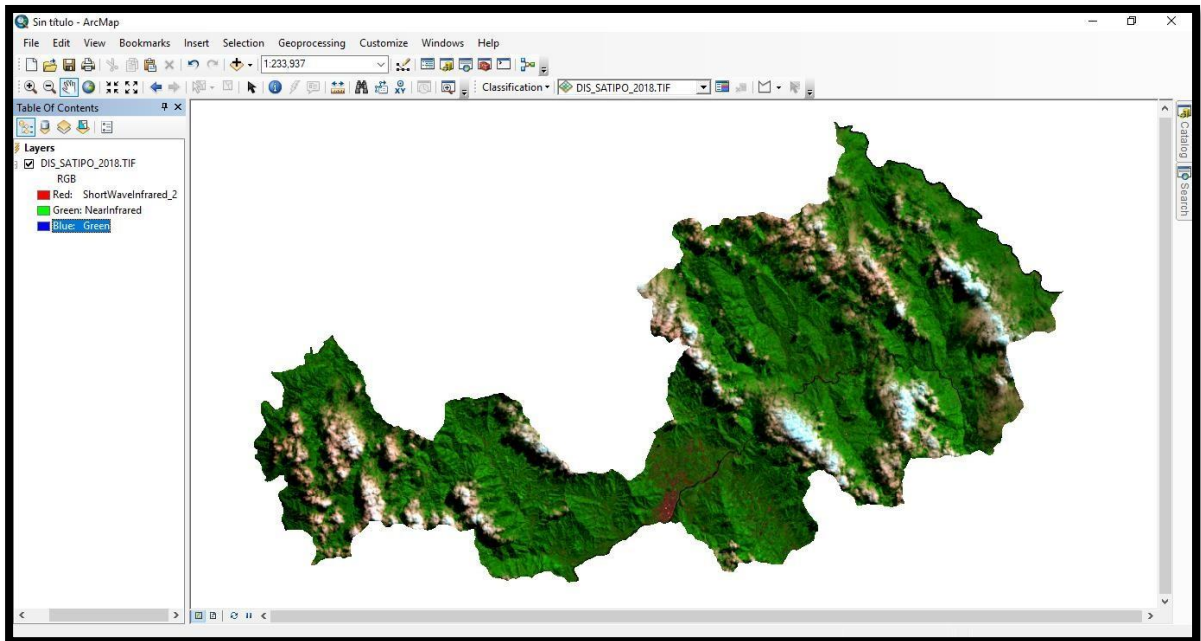 Sin título - ArcMap
File Edit View Bookmarks Insert Selection Geoprocessing Customize Windows Help
1:233,937
Classification DIS_SATIPO_2018.TIF
Table Of Contents
Layers
DIS_SATIPO_2018.TIF
RGB
Red: ShortWaveInfrared_2
Green: NearInfrared
Blue: Green
Catalog
Search